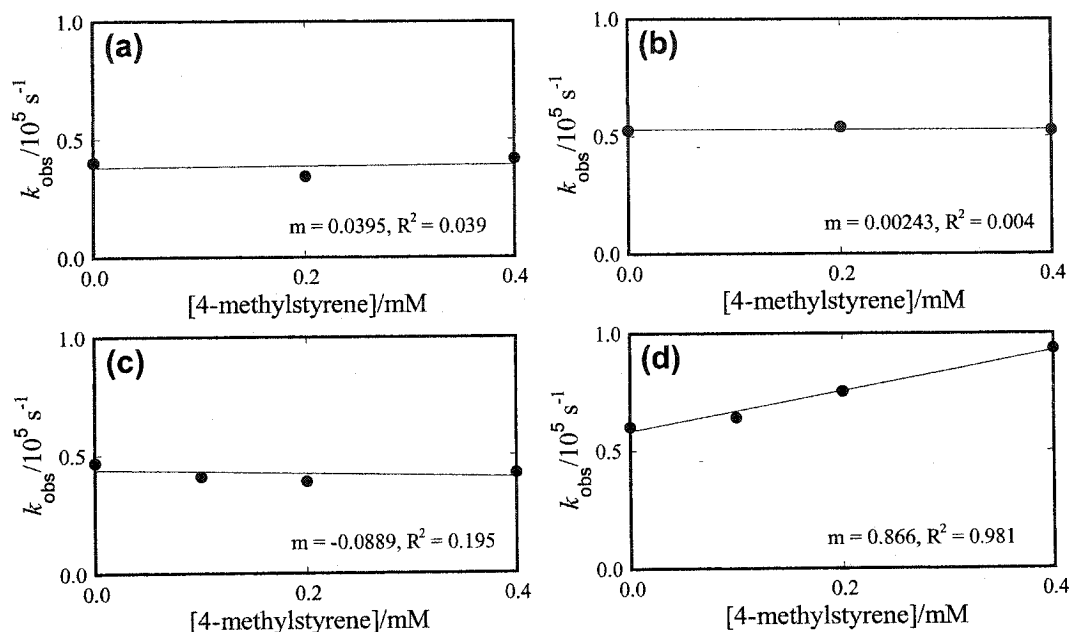 (a)
1.0
0.5
0.0
k_obs/10^5 s^-1
m = 0.0395, R^2 = 0.039
0.0 0.2 0.4
[4-methylstyrene]/mM
(b)
1.0
0.5
0.0
k_obs/10^5 s^-1
m = 0.00243, R^2 = 0.004
0.0 0.2 0.4
[4-methylstyrene]/mM
(c)
1.0
0.5
0.0
k_obs/10^5 s^-1
m = -0.0889, R^2 = 0.195
0.0 0.2 0.4
[4-methylstyrene]/mM
(d)
1.0
0.5
0.0
k_obs/10^5 s^-1
m = 0.866, R^2 = 0.981
0.0 0.2 0.4
[4-methylstyrene]/mM